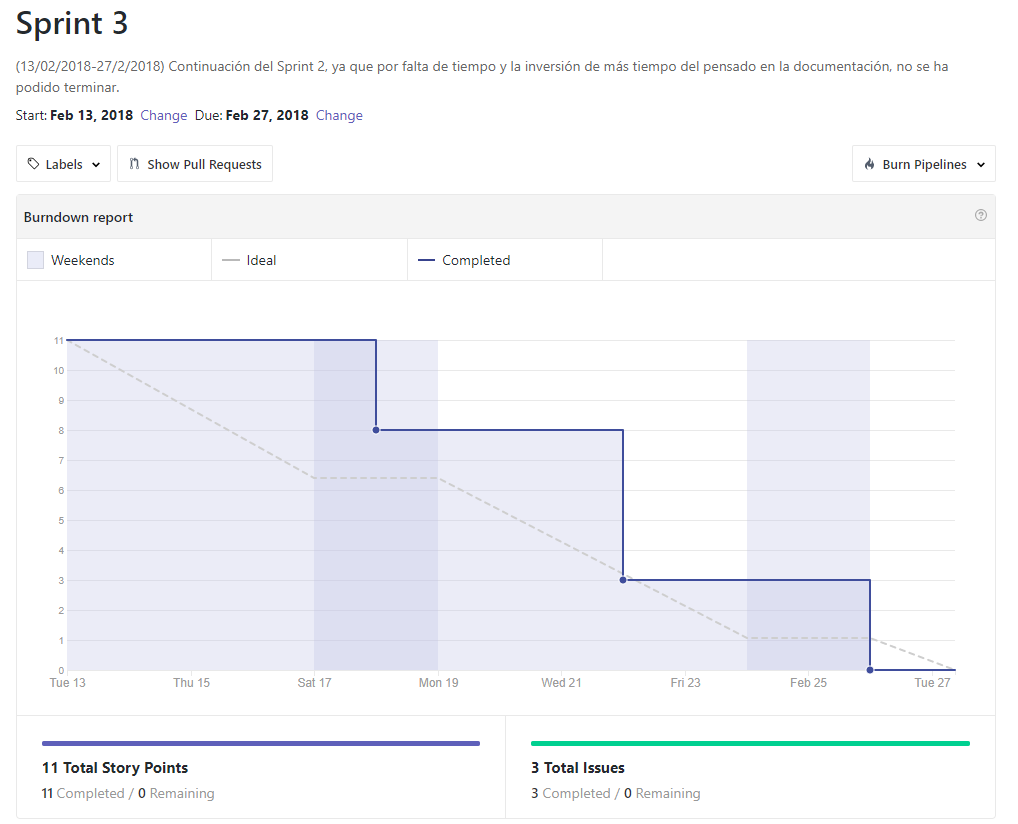 Sprint 3
(13/02/2018-27/2/2018) Continuación del Sprint 2, ya que por falta de tiempo y la inversión de más tiempo del pensado en la documentación, no se ha
podido terminar.
Start: Feb 13, 2018 Change Due: Feb 27, 2018 Change
Labels Show Pull Requests Burn Pipelines
Burndown report
Weekends Ideal Completed
11
10
9
8
7
6
5
4
3
2
1
0
Tue 13 Thu 15 Sat 17 Mon 19 Wed 21 Fri 23 Feb 25 Tue 27
11 Total Story Points
11 Completed / 0 Remaining
3 Total Issues
3 Completed / 0 Remaining